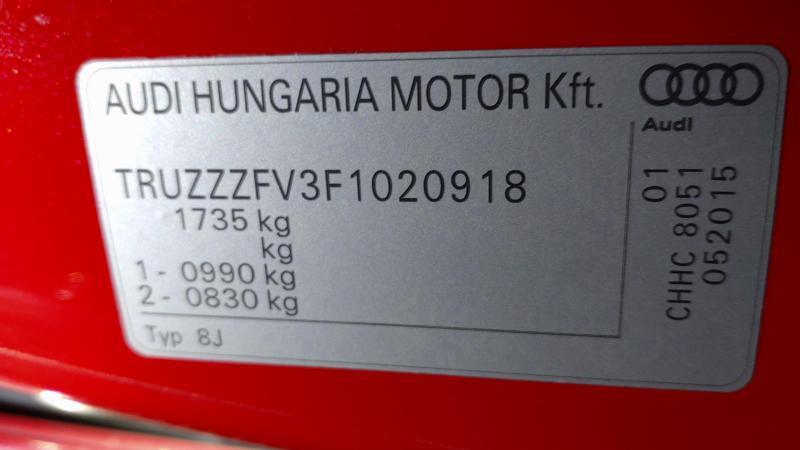 AUDI HUNGARIA MOTOR Kft.
Audi
TRUZZZFV3F1020918
1735 kg
kg
1 - 0990 kg
2 - 0830 kg
Typ 8J
01
CHHC 8051
052015